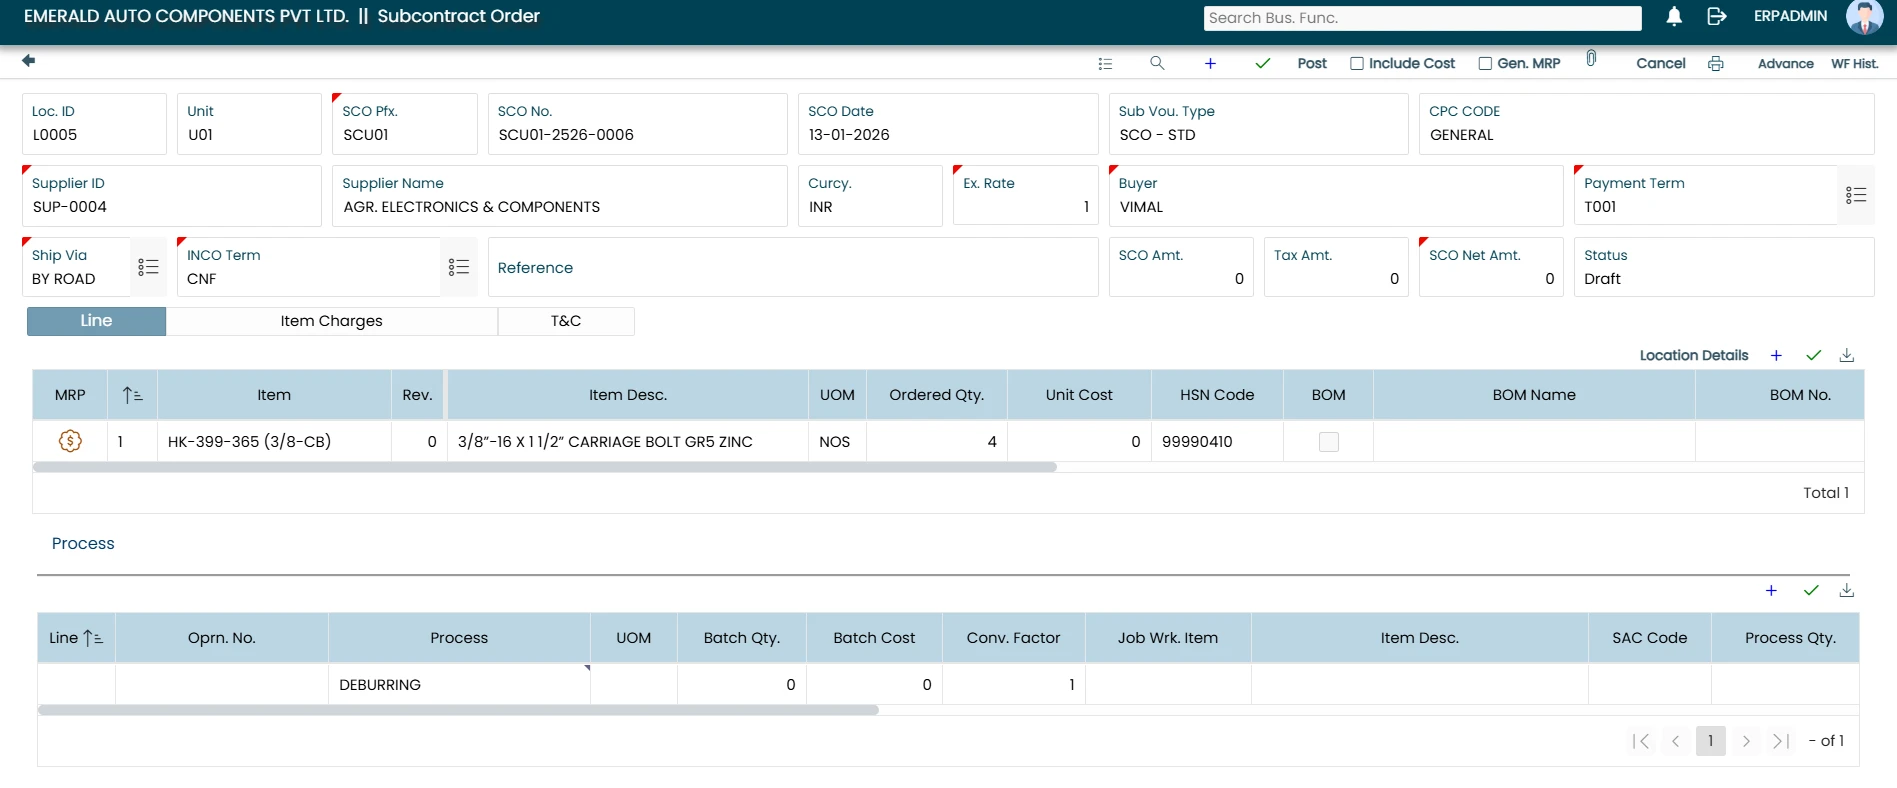 EMERALD AUTO COMPONENTS PVT LTD. || Subcontract Order
Search Bus. Func.
ERPADMIN
Post
Include Cost
Gen. MRP
Cancel
Advance
WF Hist.
Loc. ID
L0005
Unit
U01
SCO Pfx.
SCU01
SCO No.
SCU01-2526-0006
SCO Date
13-01-2026
Sub Vou. Type
SCO - STD
CPC CODE
GENERAL
Supplier ID
SUP-0004
Supplier Name
AGR. ELECTRONICS & COMPONENTS
Curcy.
INR
Ex. Rate
1
Buyer
VIMAL
Payment Term
T001
Ship Via
BY ROAD
INCO Term
CNF
Reference
SCO Amt.
0
Tax Amt.
0
SCO Net Amt.
0
Status
Draft
Line Item Charges T&C
Location Details
MRP Item Rev. Item Desc. UOM Ordered Qty. Unit Cost HSN Code BOM BOM Name BOM No.
1 HK-399-365 (3/8-CB) 0 3/8”-16 X 1 1/2” CARRIAGE BOLT GR5 ZINC NOS 4 0 99990410
Total 1
Process
Line Oprn. No. Process UOM Batch Qty. Batch Cost Conv. Factor Job Wrk. Item Item Desc. SAC Code Process Qty.
DEBURRING 0 0 1
1 - of 1